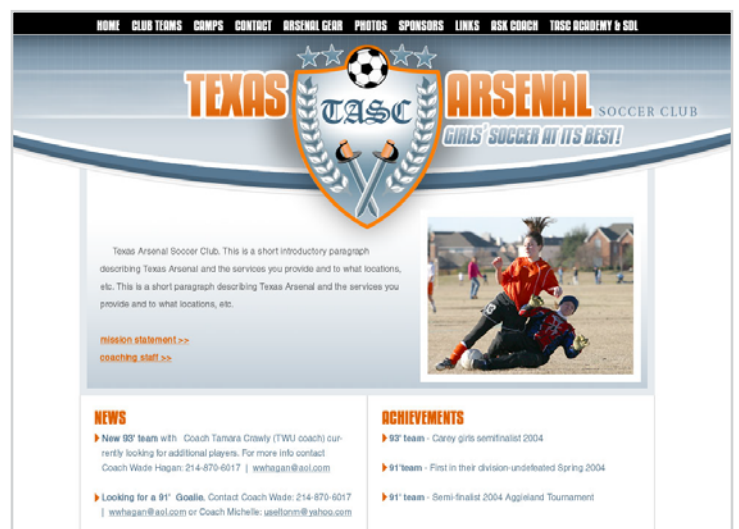 HOME CLUB TEAMS CAMPS CONTACT ARSENAL GEAR PHOTOS SPONSORS LINKS ASK COACH TASC ACADEMY & SDL
TEXAS TASC ARSENAL SOCCER CLUB
GIRLS' SOCCER AT ITS BEST!
Texas Arsenal Soccer Club. This is a short introductory paragraph
describing Texas Arsenal and the services you provide and to what locations,
etc. This is a short paragraph describing Texas Arsenal and the services you
provide and to what locations, etc.
mission statement >>
coaching staff >>
NEWS
New 93' team with Coach Tamara Crawly (TWU coach) cur-
rently looking for additional players. For more info contact
Coach Wade Hagan: 214-870-6017 | wwhagan@aol.com
Looking for a 91' Goalie. Contact Coach Wade: 214-870-6017
| wwhagan@aol.com or Coach Michelle: useltonm@yahoo.com
ACHIEVEMENTS
93' team - Carey girls semifinalist 2004
91'team - First in their division-undefeated Spring 2004
91' team - Semi-finalist 2004 Aggieland Tournament